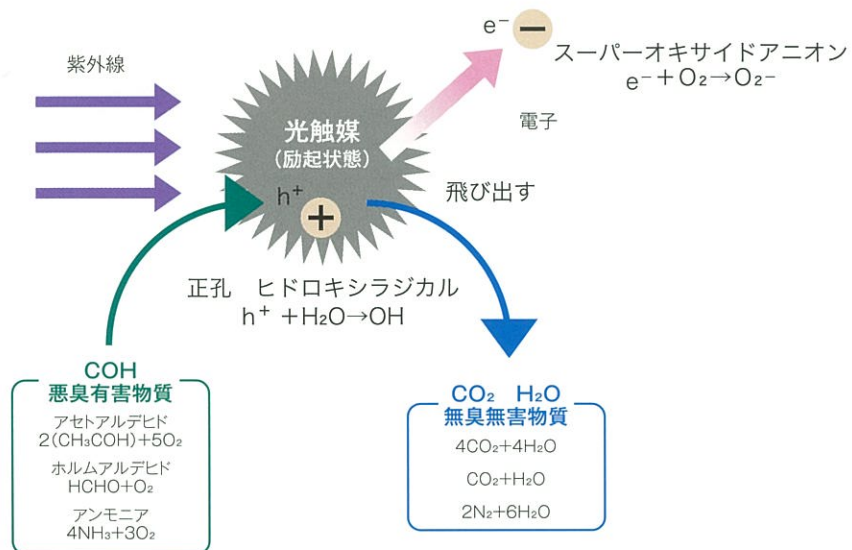 紫外線
光触媒
(励起状態)
h⁺
+
e⁻ −
スーパーオキサイドアニオン
e⁻＋O₂→O₂−
電子
飛び出す
正孔　ヒドロキシラジカル
h⁺＋H₂O→OH
COH
悪臭有害物質
アセトアルデヒド
2(CH₃COH)+5O₂
ホルムアルデヒド
HCHO+O₂
アンモニア
4NH₃+3O₂
CO₂　H₂O
無臭無害物質
4CO₂+4H₂O
CO₂+H₂O
2N₂+6H₂O